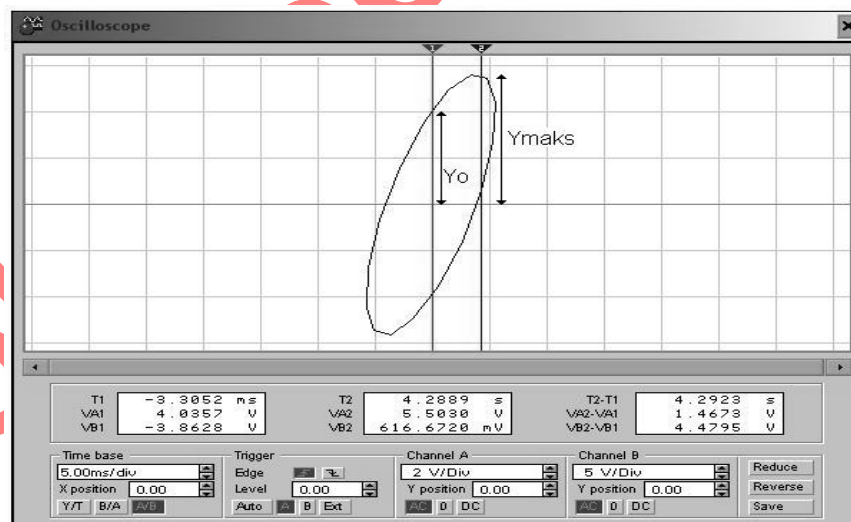 Oscilloscope
1 2
Ymaks
Yo
T1 -3.3052 ms T2 4.2889 s T2-T1 4.2923 s
VA1 4.0357 V VA2 5.5030 V VA2-VA1 1.4673 V
VB1 -3.8628 V VB2 616.6720 mV VB2-VB1 4.4795 V
Time base Trigger Channel A Channel B
5.00ms/div Edge 2 V/Div 5 V/Div Reduce
X position 0.00 Level 0.00 Y position 0.00 Y position 0.00 Reverse
Y/T B/A A/B Auto A B Ext AC 0 DC AC 0 DC Save